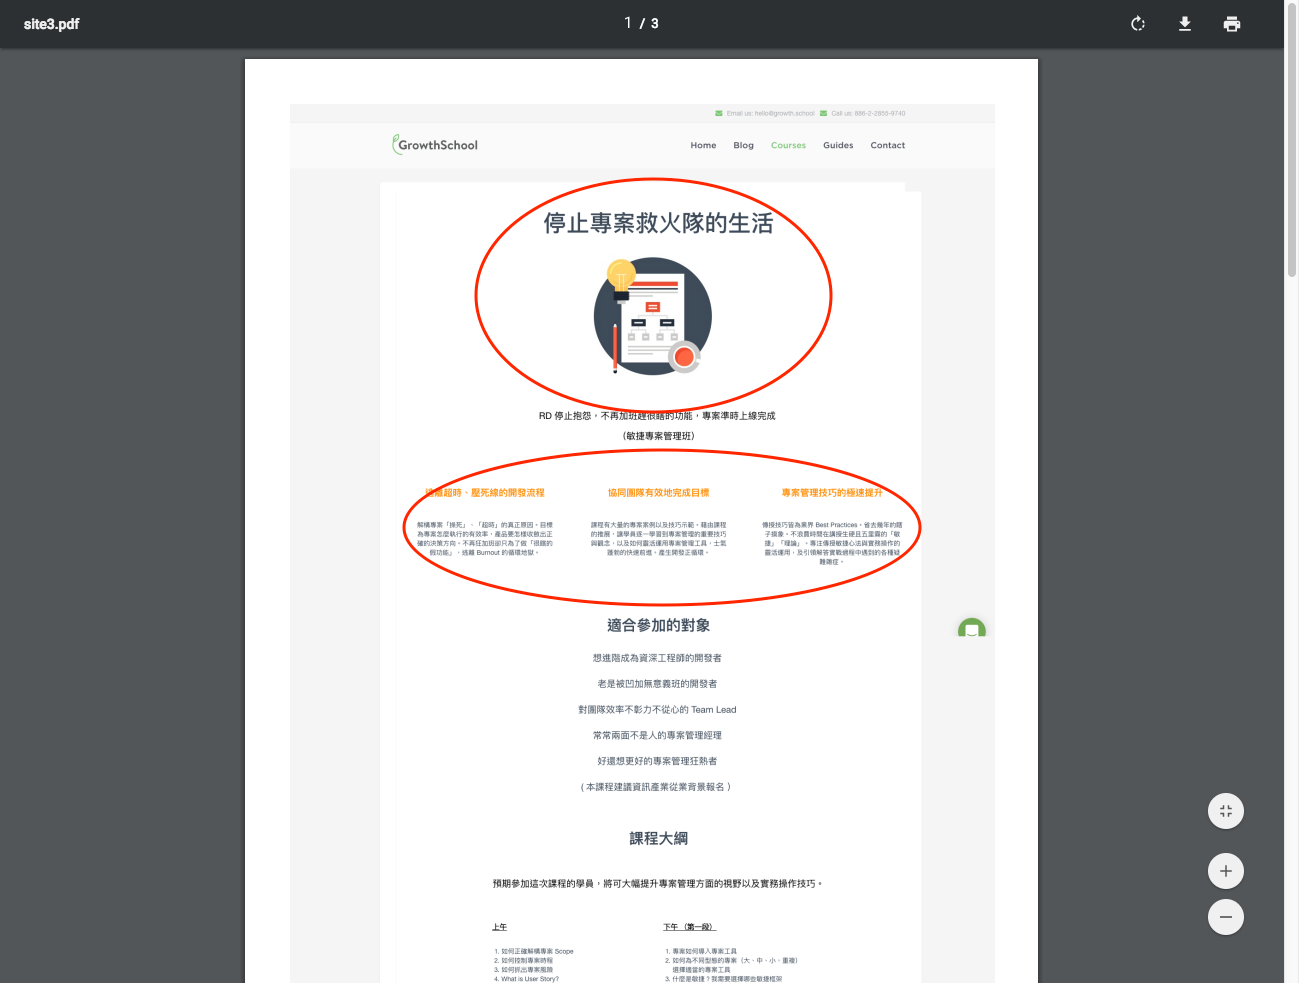 site3.pdf
1 / 3
Email us: hello@growth.school Call us: 886-2-2855-9740
GrowthSchool
Home Blog Courses Guides Contact
停止專案救火隊的生活
RD 停止抱怨，不再加班趕很瞎的功能，專案準時上線完成
（敏捷專案管理班）
遠離超時、壓死線的開發流程
解構專案「操死」、「超時」的真正原因。目標
為專案怎麼執行的有效率，產品要怎樣收斂出正
確的決策方向。不再狂加班卻只為了做「很瞎的
假功能」，遠離 Burnout 的循環地獄。
協同團隊有效地完成目標
課程有大量的專案案例以及技巧示範。藉由課程
的推展，讓學員逐一學習到專案管理的重要技巧
與觀念，以及如何靈活運用專案管理工具，士氣
蓬勃的快速前進。產生開發正循環。
專案管理技巧的極速提升
傳授技巧皆為業界 Best Practices，省去幾年的瞎
子摸象。不浪費時間在講授生硬且五里霧的「敏
捷」「理論」。專注傳授敏捷心法與實務操作的
靈活運用，及引領解答實戰過程中遇到的各種疑
難雜症。
適合參加的對象
想進階成為資深工程師的開發者
老是被凹加無意義班的開發者
對團隊效率不彰力不從心的 Team Lead
常常兩面不是人的專案管理經理
好還想更好的專案管理狂熱者
( 本課程建議資訊產業從業背景報名 )
課程大綱
預期參加這次課程的學員，將可大幅提升專案管理方面的視野以及實務操作技巧。
上午
1. 如何正確解構專案 Scope
2. 如何控制專案時程
3. 如何抓出專案風險
4. What is User Story?
下午 （第一段）
1. 專案如何導入專案工具
2. 如何為不同型態的專案（大、中、小、重複）
選擇適當的專案工具
3. 什麼是敏捷？我需要選擇哪些敏捷框架